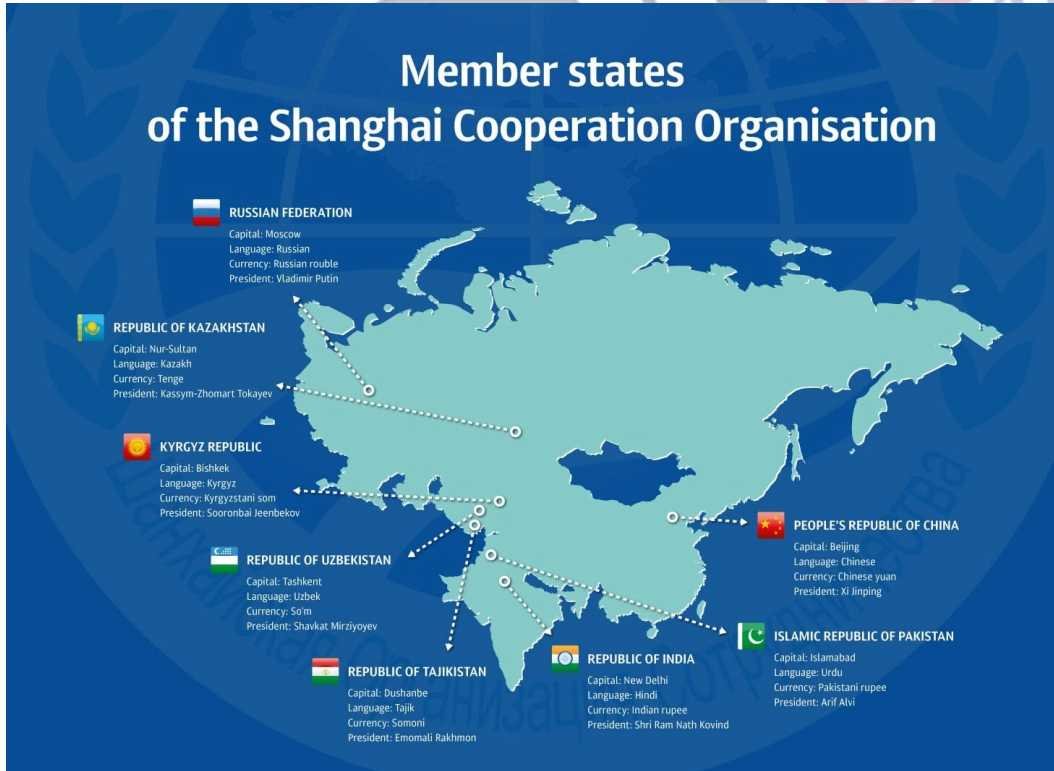 Member states
of the Shanghai Cooperation Organisation
RUSSIAN FEDERATION
Capital: Moscow
Language: Russian
Currency: Russian rouble
President: Vladimir Putin
REPUBLIC OF KAZAKHSTAN
Capital: Nur-Sultan
Language: Kazakh
Currency: Tenge
President: Kassym-Zhomart Tokayev
KYRGYZ REPUBLIC
Capital: Bishkek
Language: Kyrgyz
Currency: Kyrgyzstani som
President: Sooronbai Jeenbekov
REPUBLIC OF UZBEKISTAN
Capital: Tashkent
Language: Uzbek
Currency: So'm
President: Shavkat Mirziyoyev
REPUBLIC OF TAJIKISTAN
Capital: Dushanbe
Language: Tajik
Currency: Somoni
President: Emomali Rakhmon
REPUBLIC OF INDIA
Capital: New Delhi
Language: Hindi
Currency: Indian rupee
President: Shri Ram Nath Kovind
ISLAMIC REPUBLIC OF PAKISTAN
Capital: Islamabad
Language: Urdu
Currency: Pakistani rupee
President: Arif Alvi
PEOPLE'S REPUBLIC OF CHINA
Capital: Beijing
Language: Chinese
Currency: Chinese yuan
President: Xi Jinping